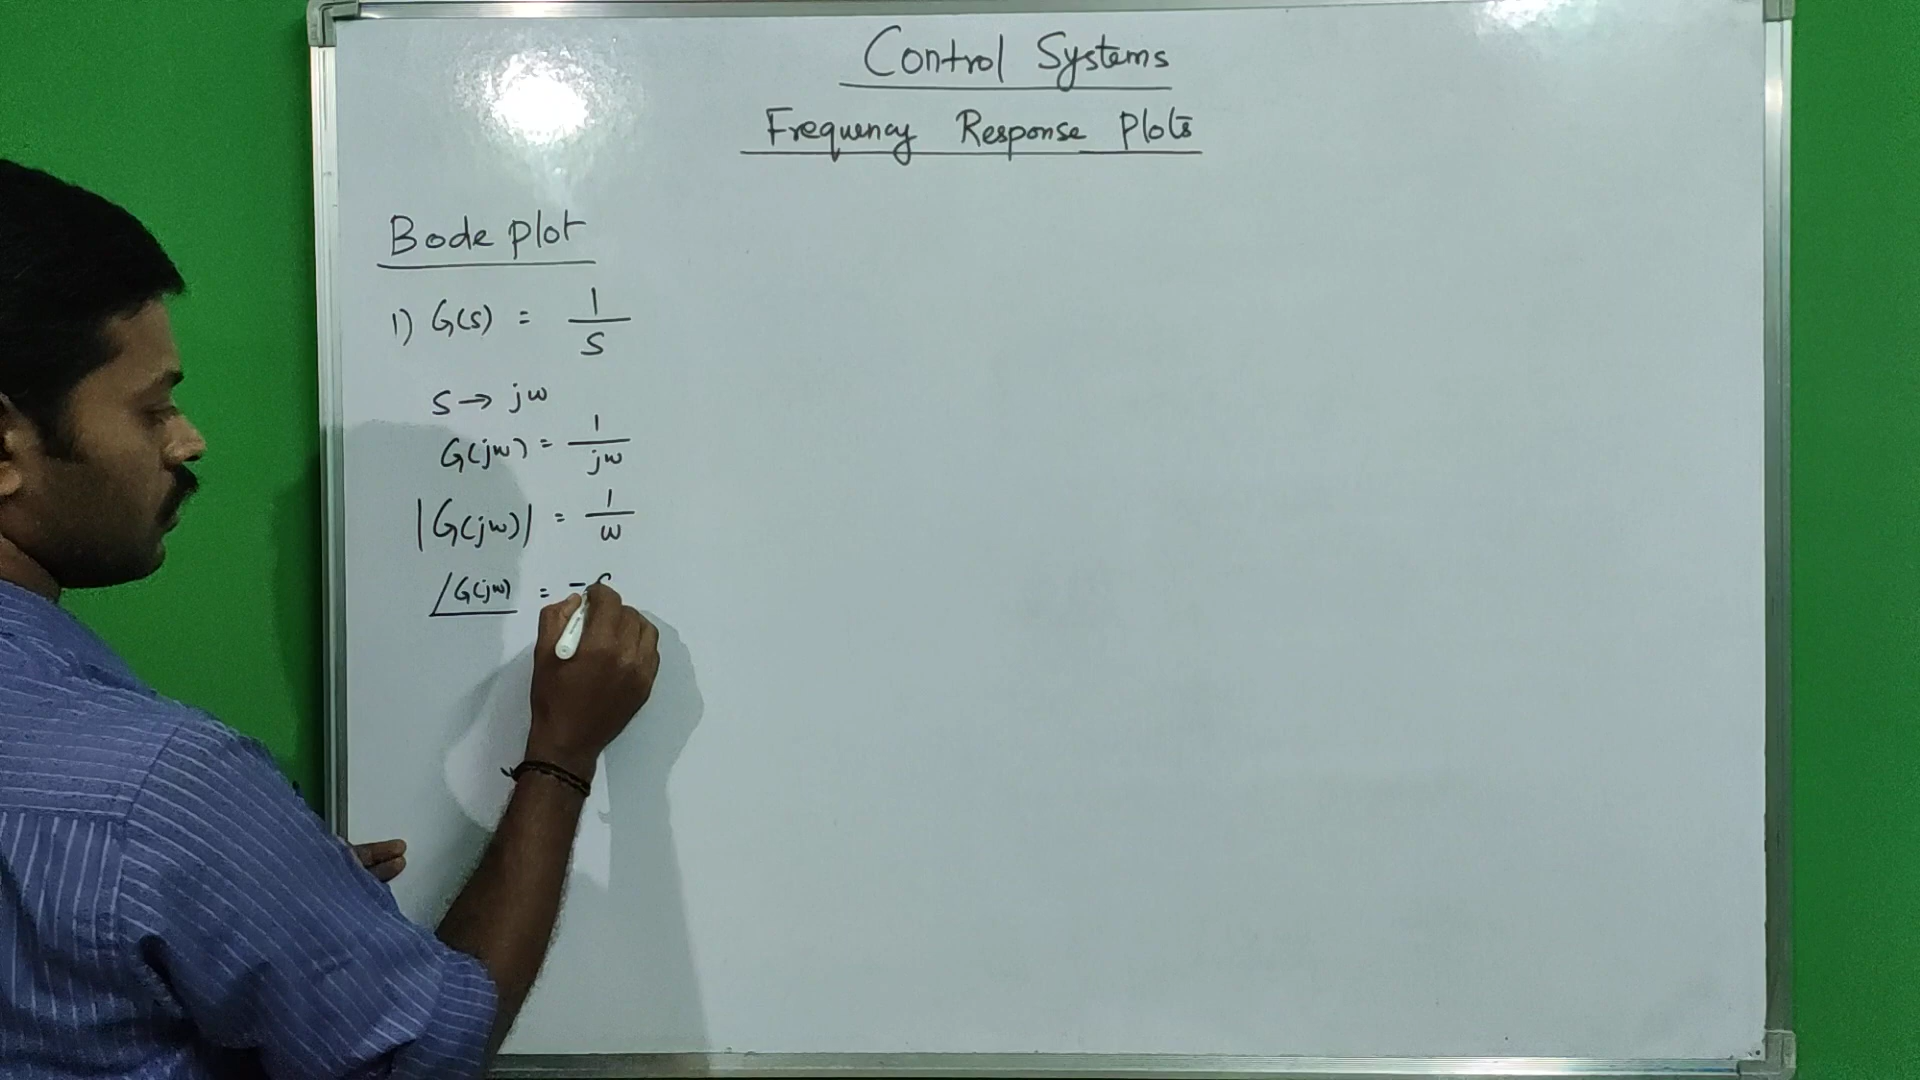 Control Systems
Frequency Response Plots
Bode plot
1) G(s) = 1/s
s → jω
G(jω) = 1/jω
|G(jω)| = 1/ω
∠G(jω) = -